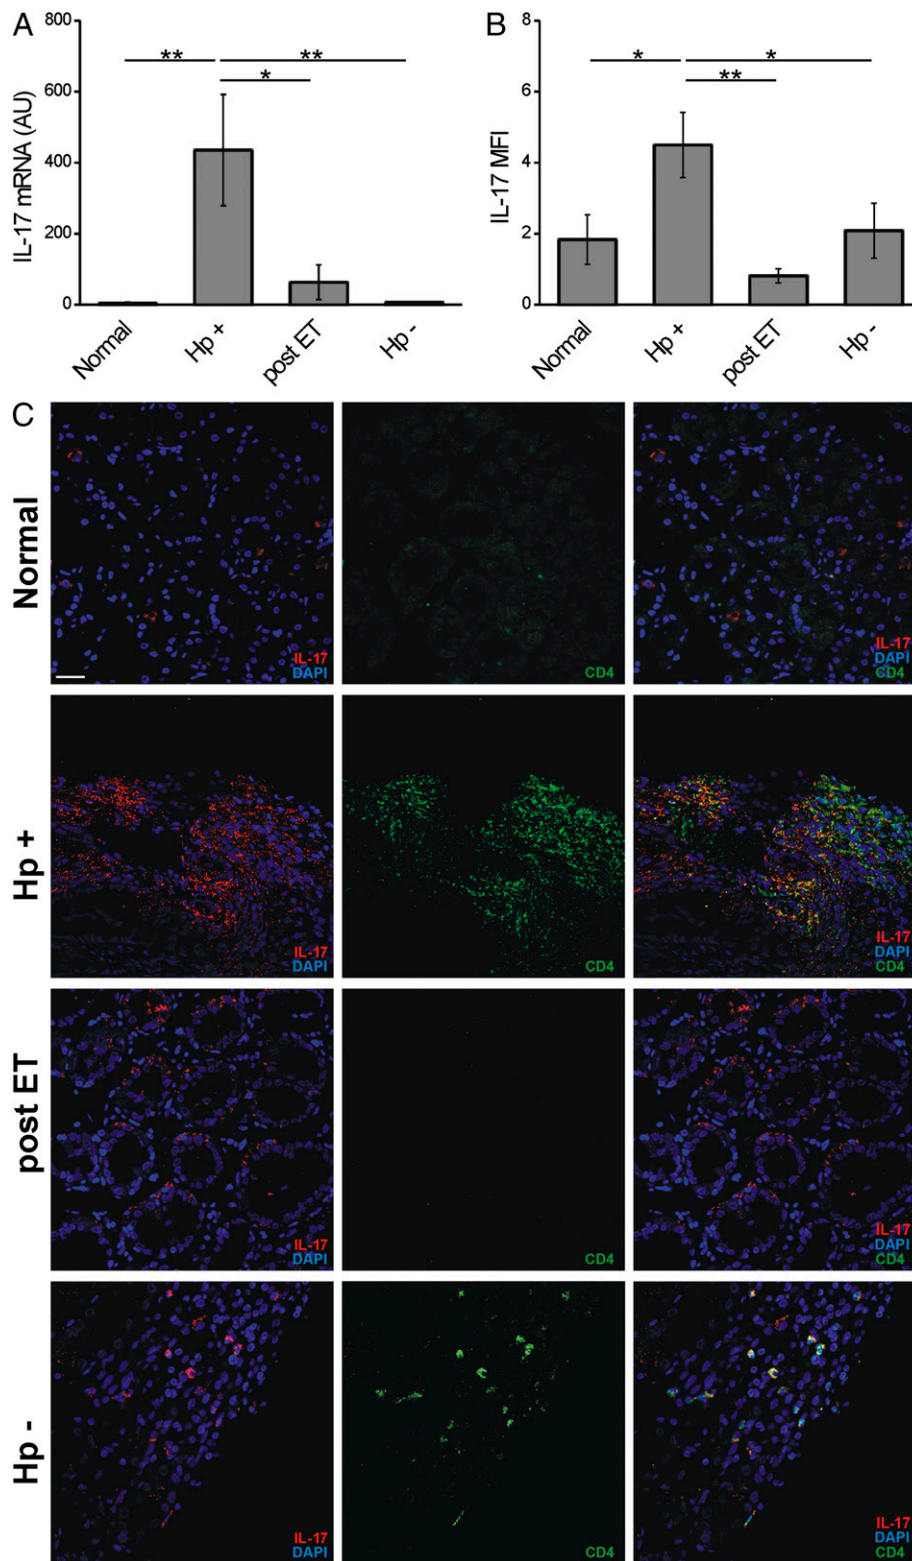 A
800
600
400
200
0
IL-17 mRNA (AU)
**
**
*
Normal
Hp +
post ET
Hp -
B
8
6
4
2
0
IL-17 MFI
*
*
**
Normal
Hp +
post ET
Hp -
C
Normal
IL-17
DAPI
CD4
IL-17
DAPI
CD4
Hp +
IL-17
DAPI
CD4
IL-17
DAPI
CD4
post ET
IL-17
DAPI
CD4
IL-17
DAPI
CD4
Hp -
IL-17
DAPI
CD4
IL-17
DAPI
CD4